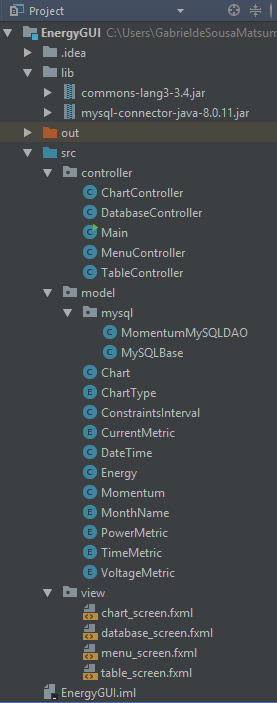 Project
EnergyGUI C:\Users\GabrieldeSousaMatsum
.idea
lib
commons-lang3-3.4.jar
mysql-connector-java-8.0.11.jar
out
src
controller
ChartController
DatabaseController
Main
MenuController
TableController
model
mysql
MomentumMySQLDAO
MySQLBase
Chart
ChartType
ConstraintsInterval
CurrentMetric
DateTime
Energy
Momentum
MonthName
PowerMetric
TimeMetric
VoltageMetric
view
chart_screen.fxml
database_screen.fxml
menu_screen.fxml
table_screen.fxml
EnergyGUI.iml